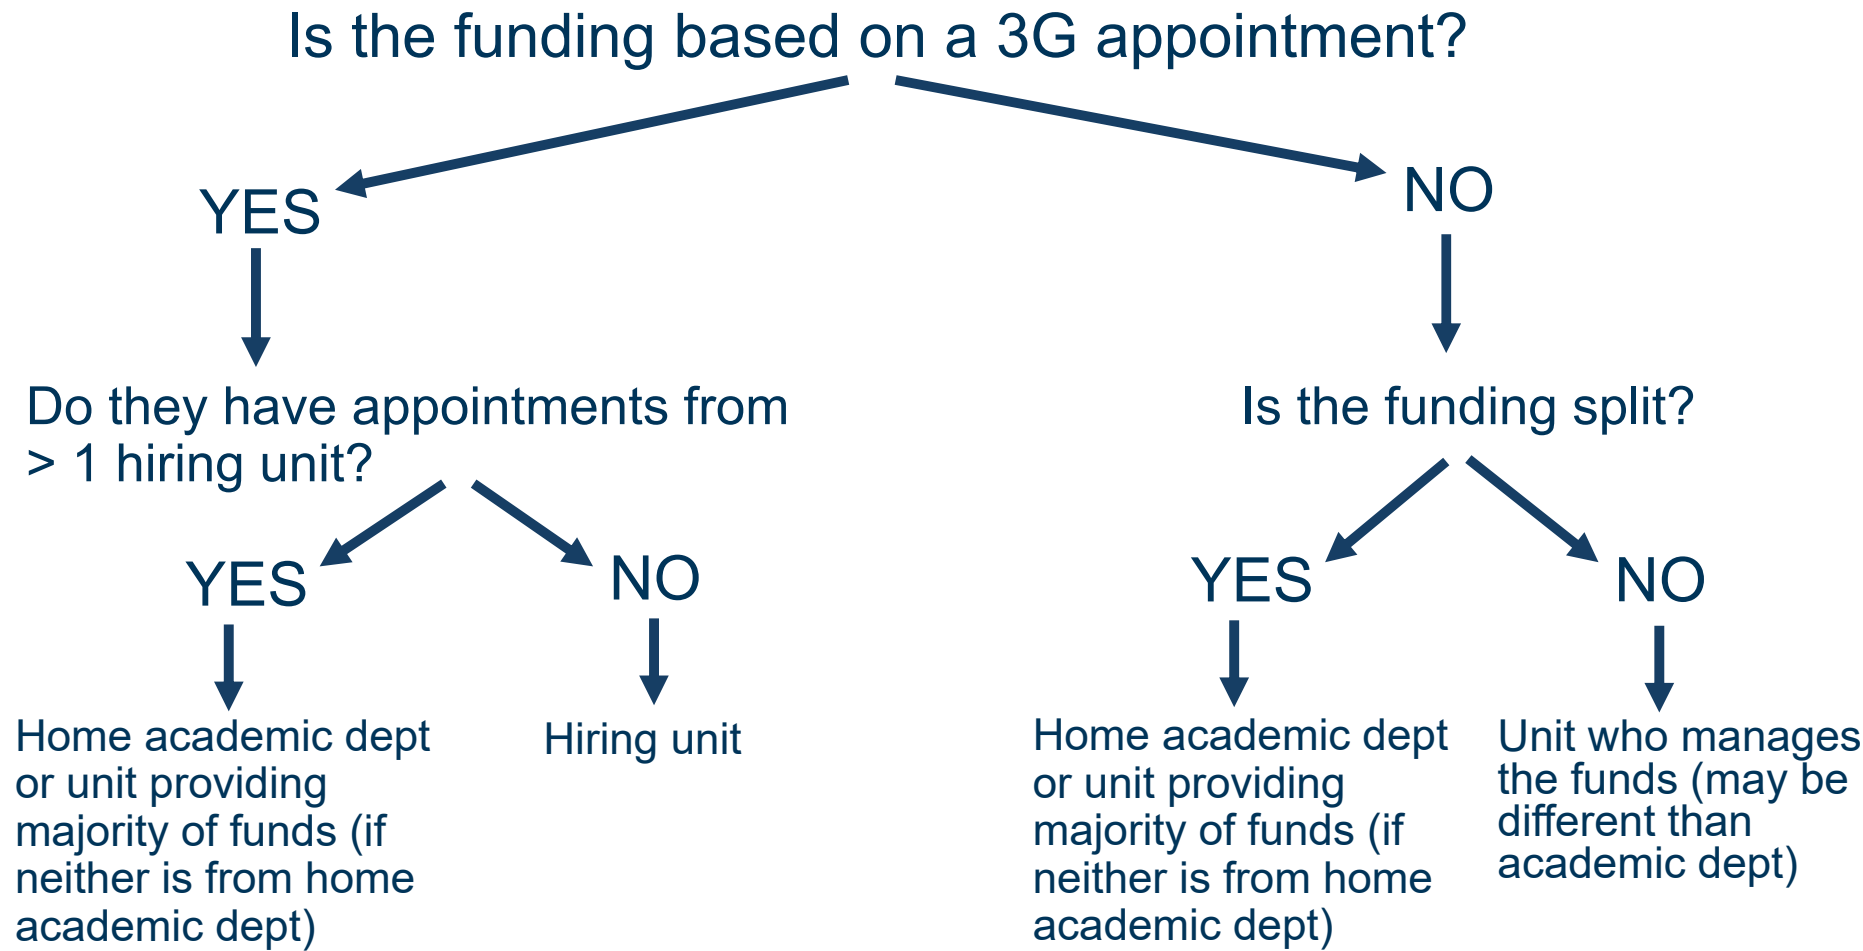 Is the funding based on a 3G appointment?
YES
NO
Do they have appointments from
> 1 hiring unit?
Is the funding split?
YES
NO
YES
NO
Home academic dept
or unit providing
majority of funds (if
neither is from home
academic dept)
Hiring unit
Home academic dept
or unit providing
majority of funds (if
neither is from home
academic dept)
Unit who manages
the funds (may be
different than
academic dept)